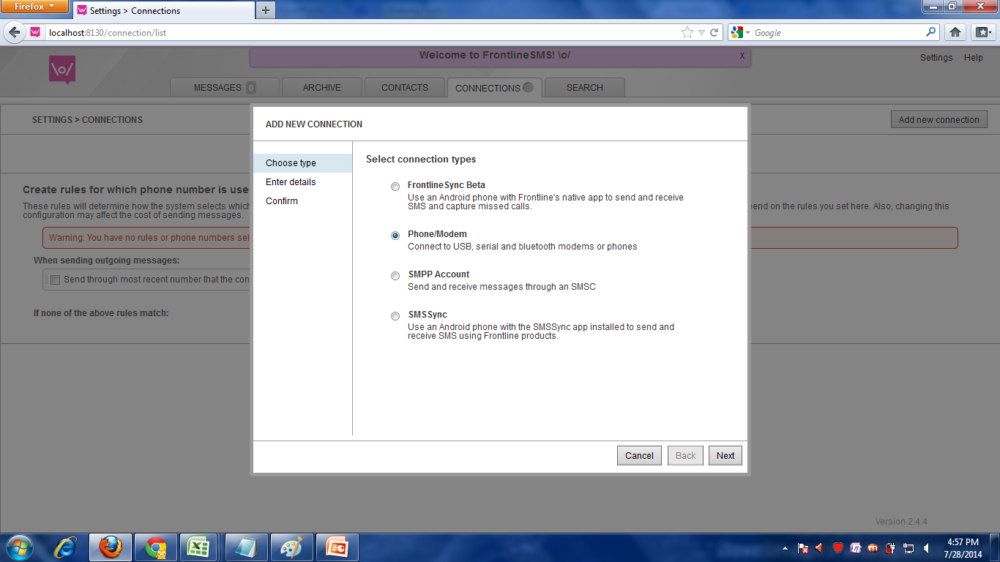 Firefox
Settings > Connections
localhost:8130/connection/list
Google
\o/
Welcome to FrontlineSMS! \o/
x
Settings
Help
MESSAGES 0
ARCHIVE
CONTACTS
CONNECTIONS
SEARCH
SETTINGS > CONNECTIONS
Add new connection
Create rules for which phone number is use
These rules will determine how the system selects which
end on the rules you set here. Also, changing this
configuration may affect the cost of sending messages.
Warning: You have no rules or phone numbers sel
When sending outgoing messages:
Send through most recent number that the con
If none of the above rules match:
ADD NEW CONNECTION
Choose type
Enter details
Confirm
Select connection types
FrontlineSync Beta
Use an Android phone with Frontline's native app to send and receive
SMS and capture missed calls.
Phone/Modem
Connect to USB, serial and bluetooth modems or phones
SMPP Account
Send and receive messages through an SMSC
SMSSync
Use an Android phone with the SMSSync app installed to send and
receive SMS using Frontline products.
Cancel
Back
Next
Version 2.4.4
4:57 PM
7/28/2014